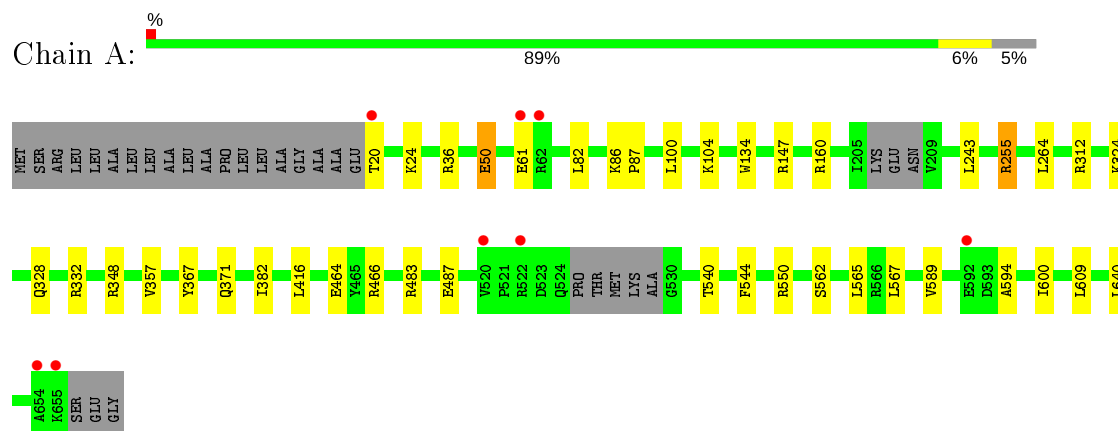 %
Chain A:
89% 6% 5%
MET SER ARG LEU LEU ALA LEU LEU ALA LEU ALA PRO LEU LEU ALA GLY ALA ALA GLU T20 K24 R36 E50 E61 R62 L82 K86 P87 L100 K104 W134 R147 R160 I205 LYS GLU ASN V209 L243 R255 L264 R312 K324
Q328 R332 R348 V357 Y367 Q371 I382 L416 E464 Y465 R466 R483 E487 V520 P521 R522 D523 Q524 PRO THR MET LYS ALA G530 T540 F544 R550 S562 L565 R566 L567 V589 E592 D593 A594 I600 L609 L640
A654 K655 SER GLU GLY